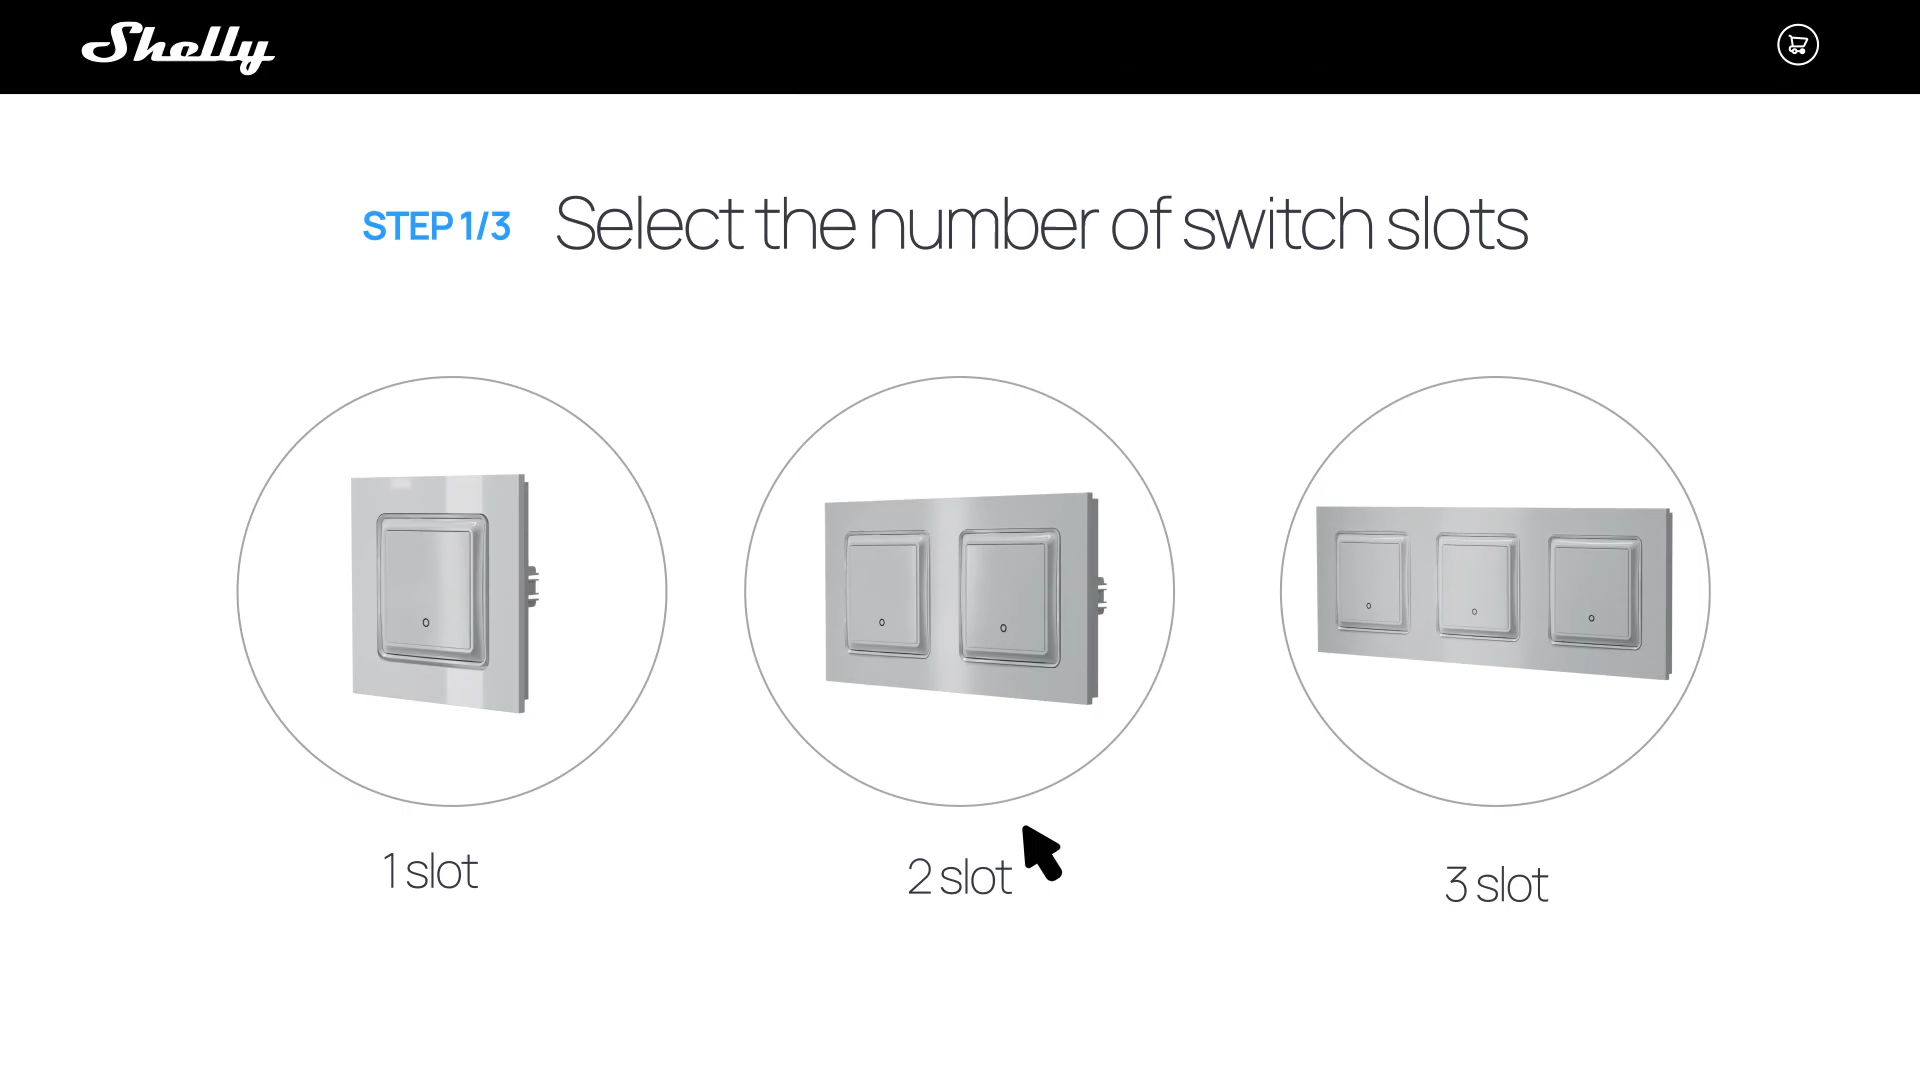 Shelly
STEP 1/3 Select the number of switch slots
1 slot
2 slot
3 slot